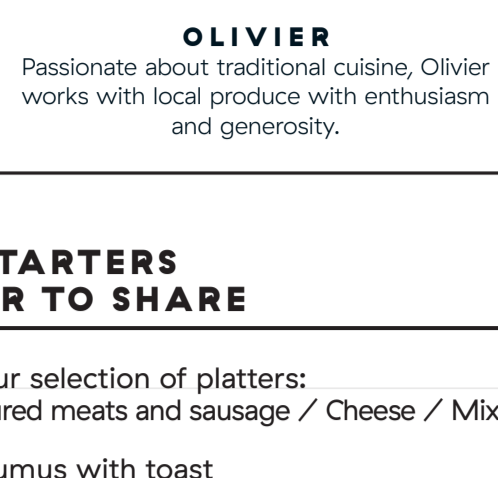 OLIVIER
Passionate about traditional cuisine, Olivier
works with local produce with enthusiasm
and generosity.
TARTERS
R TO SHARE
ur selection of platters:
ured meats and sausage / Cheese / Mix
umus with toast